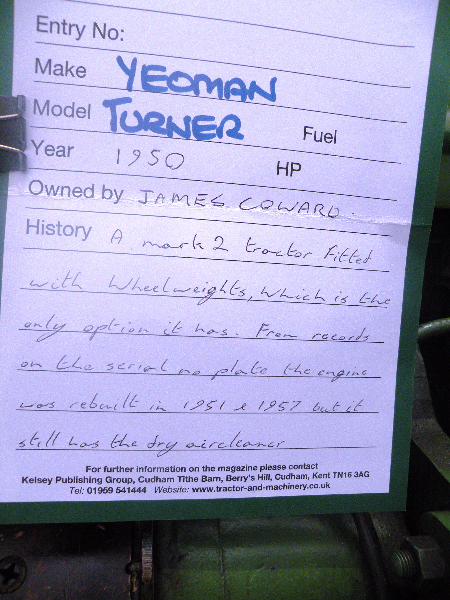 Entry No:
Make YEOMAN
Model TURNER Fuel
Year 1950 HP
Owned by JAMES COWARD.
History A mark 2 tractor fitted
with wheelweights, which is the
only option it has. From records
on the serial no plate the engine
was rebuilt in 1951 & 1957 but it
still has the dry aircleaner
For further information on the magazine please contact
Kelsey Publishing Group, Cudham Tithe Barn, Berry's Hill, Cudham, Kent TN16 3AG
Tel: 01959 541444 Website: www.tractor-and-machinery.co.uk